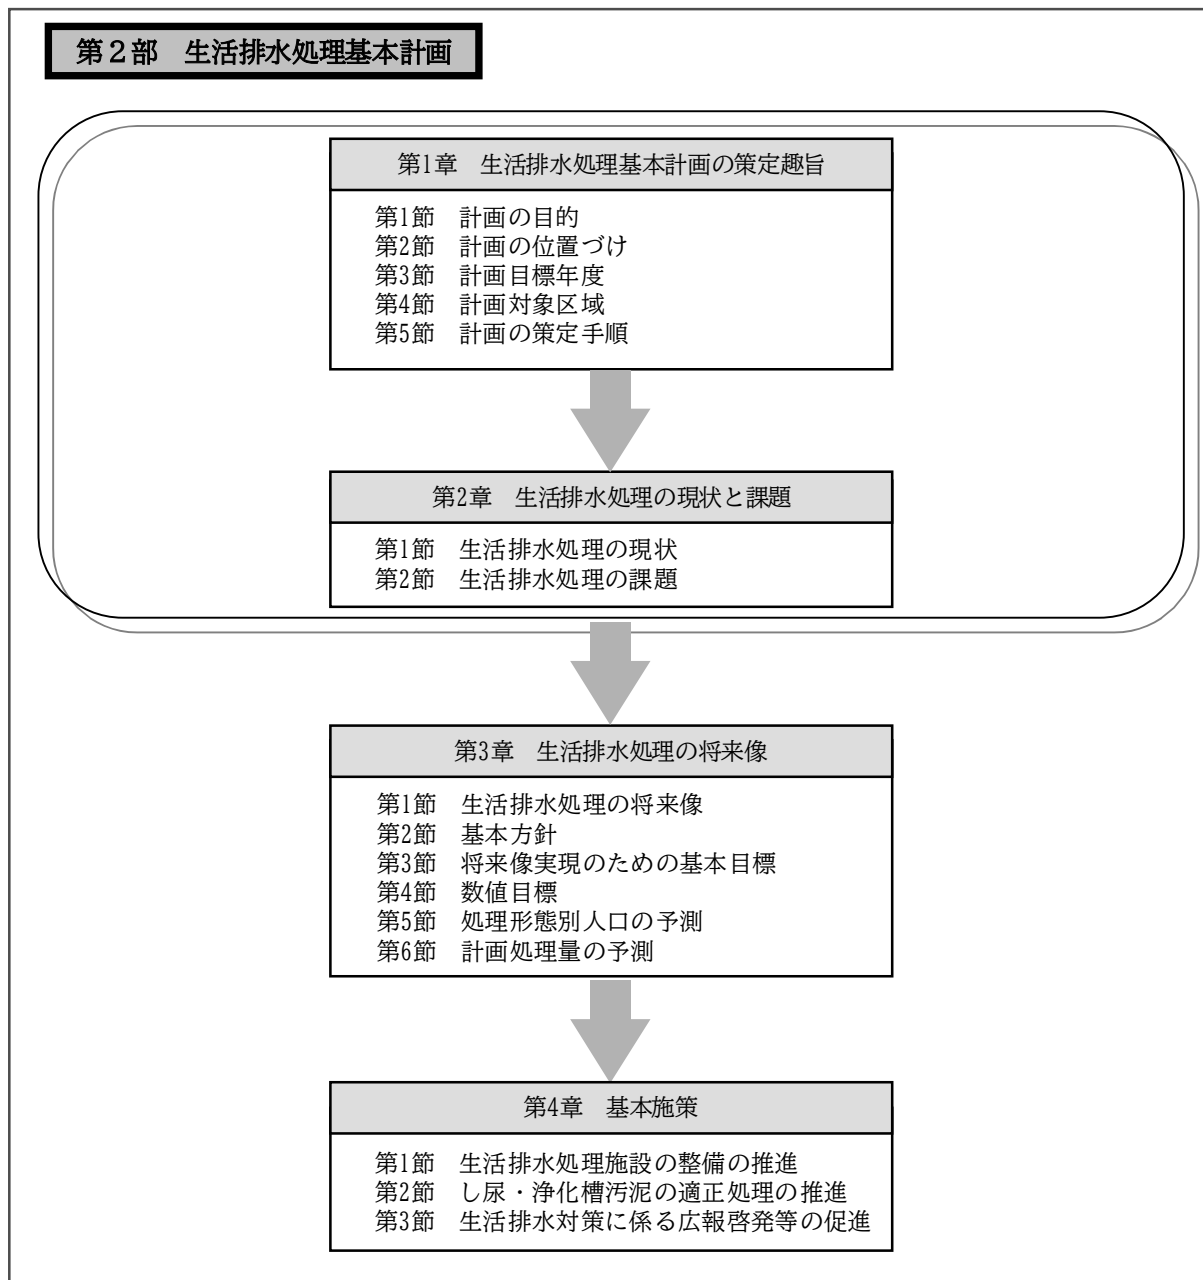 第２部　生活排水処理基本計画
第1章　生活排水処理基本計画の策定趣旨
第1節　計画の目的
第2節　計画の位置づけ
第3節　計画目標年度
第4節　計画対象区域
第5節　計画の策定手順
第2章　生活排水処理の現状と課題
第1節　生活排水処理の現状
第2節　生活排水処理の課題
第3章　生活排水処理の将来像
第1節　生活排水処理の将来像
第2節　基本方針
第3節　将来像実現のための基本目標
第4節　数値目標
第5節　処理形態別人口の予測
第6節　計画処理量の予測
第4章　基本施策
第1節　生活排水処理施設の整備の推進
第2節　し尿・浄化槽汚泥の適正処理の推進
第3節　生活排水対策に係る広報啓発等の促進